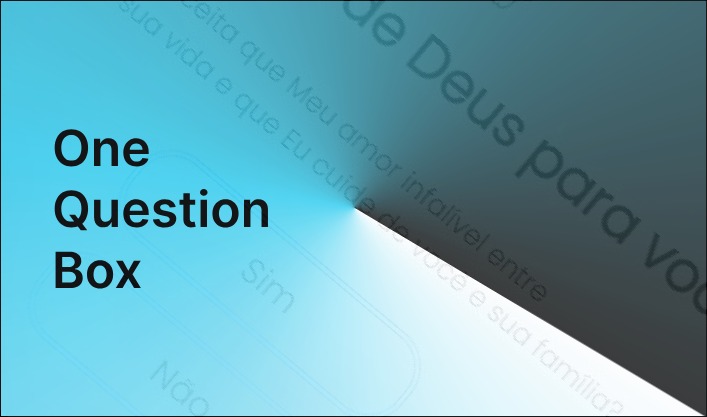 de Deus para voc
ceita que Meu amor infalível entre
sua vida e que Eu cuide de você e sua família?
One
Question
Box
Sim
Não